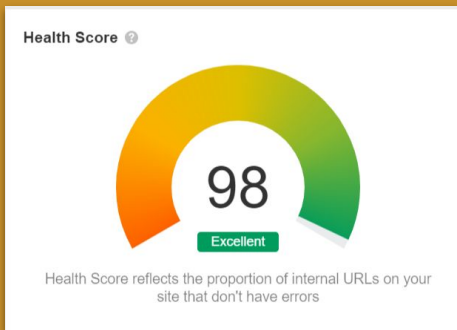 Health Score ?
98
Excellent
Health Score reflects the proportion of internal URLs on your
site that don't have errors